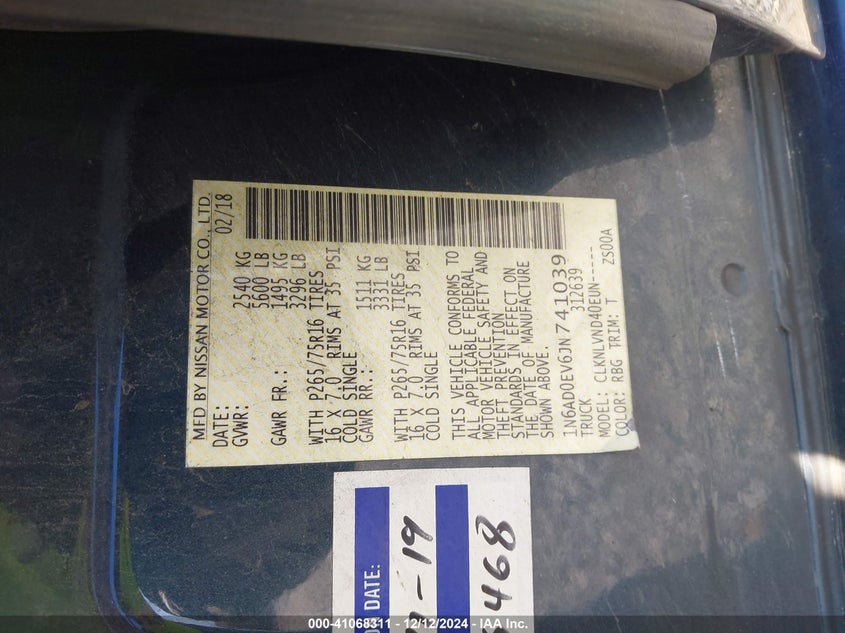 MFD BY NISSAN MOTOR CO., LTD.
DATE: 02/18
GVWR: 2540 KG
5600 LB
GAWR FR.: 1495 KG
3296 LB
WITH P265/75R16 TIRES
16 X 7.0 RIMS AT 35 PSI
COLD SINGLE
GAWR RR.: 1511 KG
3331 LB
WITH P265/75R16 TIRES
16 X 7.0 RIMS AT 35 PSI
COLD SINGLE
THIS VEHICLE CONFORMS TO
ALL APPLICABLE FEDERAL
MOTOR VEHICLE SAFETY AND
THEFT PREVENTION
STANDARDS IN EFFECT ON
THE DATE OF MANUFACTURE
SHOWN ABOVE.
1N6AD0EV6JN741039
TRUCK 312639
MODEL: CLKNLVND40EUN-----
COLOR: RBG TRIM: T ZS00A
DATE:
-19
468
000-41068311 - 12/12/2024 - IAA Inc.